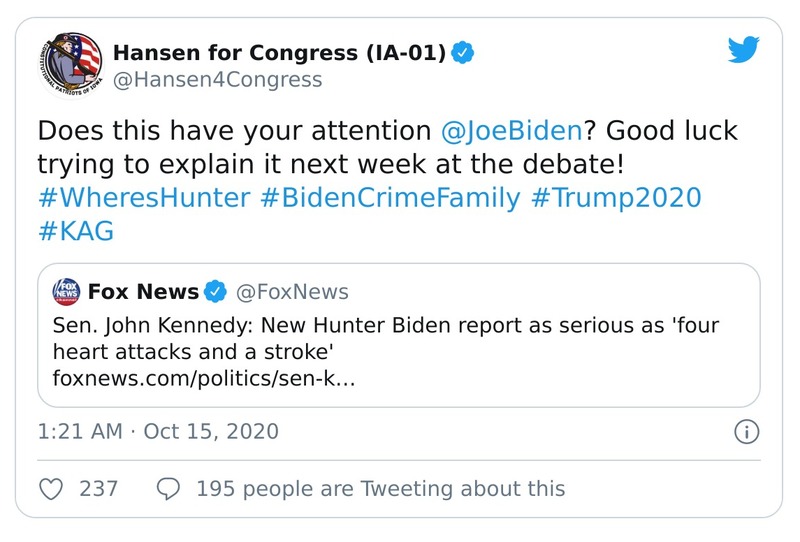 Hansen for Congress (IA-01)
@Hansen4Congress
Does this have your attention @JoeBiden? Good luck
trying to explain it next week at the debate!
#WheresHunter #BidenCrimeFamily #Trump2020
#KAG
Fox News @FoxNews
Sen. John Kennedy: New Hunter Biden report as serious as 'four
heart attacks and a stroke'
foxnews.com/politics/sen-k…
1:21 AM · Oct 15, 2020
237 195 people are Tweeting about this
CONSTITUTIONAL PATRIOTS OF IOWA
FOX
NEWS
channel